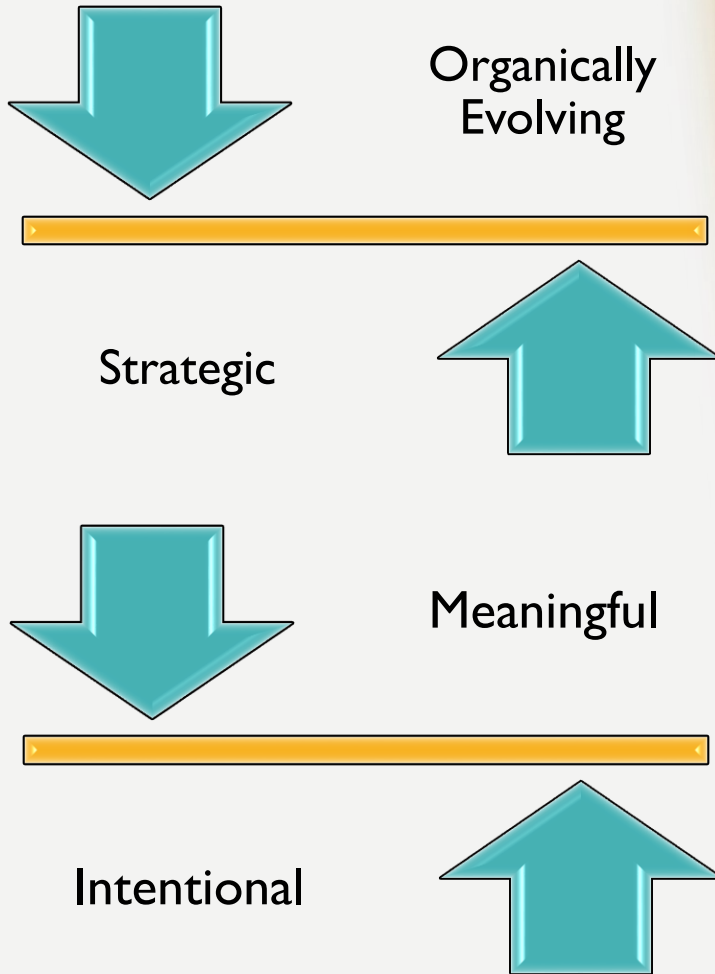 Organically
Evolving
Strategic
Meaningful
Intentional